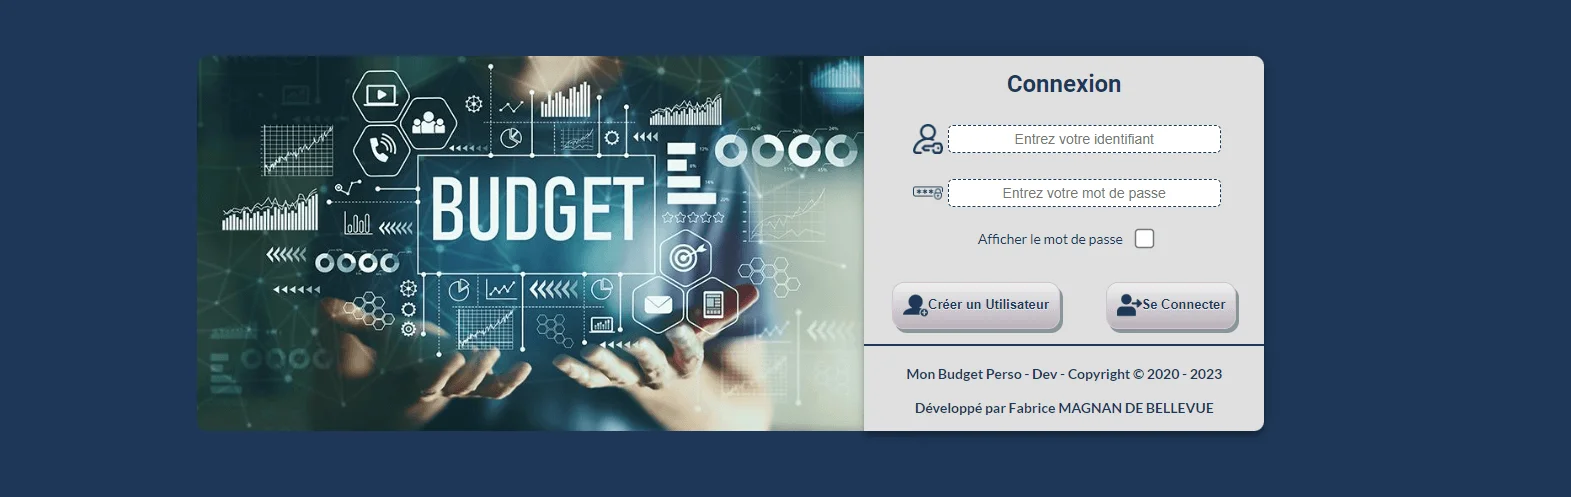 BUDGET
Connexion
Entrez votre identifiant
Entrez votre mot de passe
Afficher le mot de passe
Créer un Utilisateur
Se Connecter
Mon Budget Perso - Dev - Copyright © 2020 - 2023
Développé par Fabrice MAGNAN DE BELLEVUE